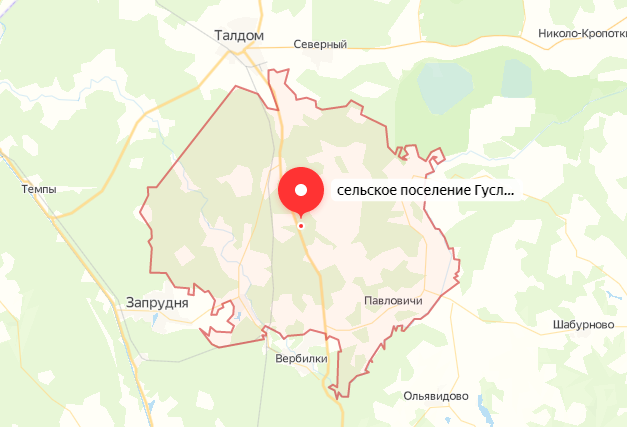 Талдом
Северный
Николо-Кропотки
Темпы
сельское поселение Гусл...
Запрудня
Павловичи
Шабурново
Вербилки
Ольявидово